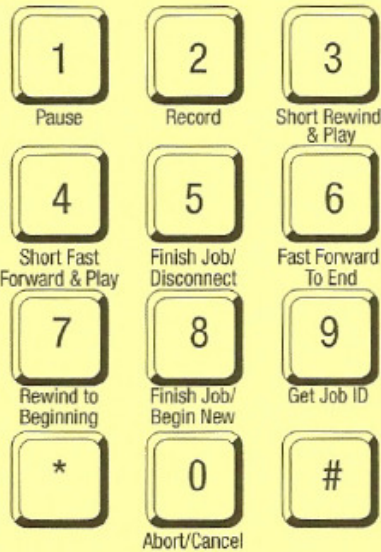 1 2 3
Pause Record Short Rewind
& Play
4 5 6
Short Fast Finish Job/ Fast Forward
Forward & Play Disconnect To End
7 8 9
Rewind to Finish Job/ Get Job ID
Beginning Begin New
* 0 #
Abort/Cancel